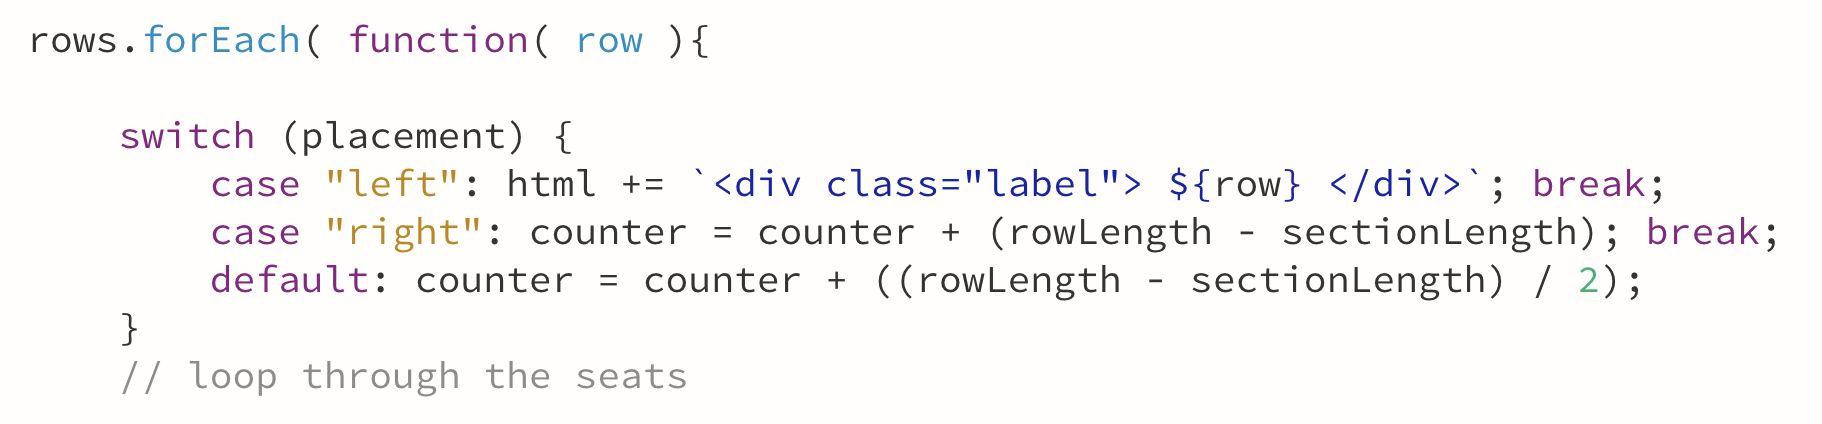 rows.forEach( function( row ){
switch (placement) {
case "left": html += `<div class="label"> ${row} </div>`; break;
case "right": counter = counter + (rowLength - sectionLength); break;
default: counter = counter + ((rowLength - sectionLength) / 2);
}
// loop through the seats